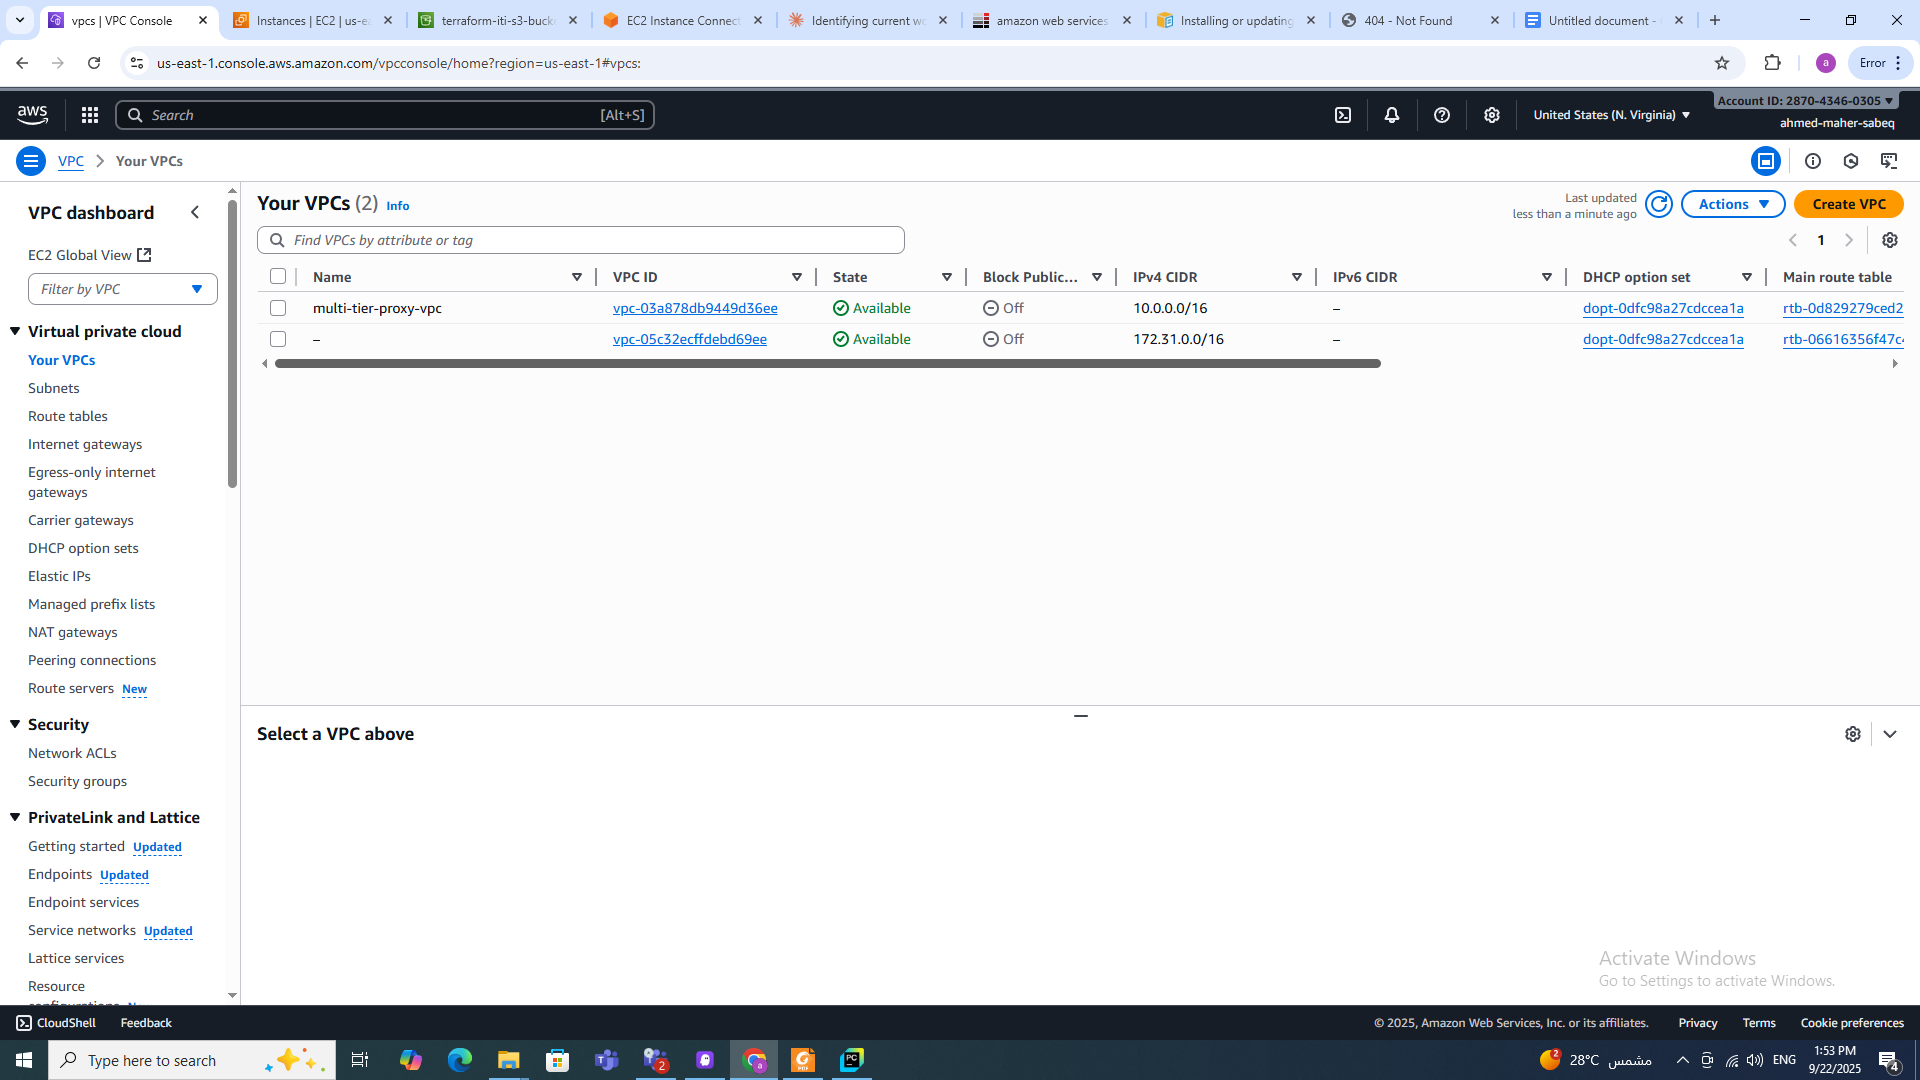 vpcs | VPC Console
Instances | EC2 | us-ea
terraform-iti-s3-bucke
EC2 Instance Connect
Identifying current wo
amazon web services
Installing or updating
404 - Not Found
Untitled document -
us-east-1.console.aws.amazon.com/vpcconsole/home?region=us-east-1#vpcs:
a
Error
aws
Search
[Alt+S]
United States (N. Virginia)
Account ID: 2870-4346-0305
ahmed-maher-sabeq
VPC
Your VPCs
VPC dashboard
EC2 Global View
Filter by VPC
Virtual private cloud
Your VPCs
Subnets
Route tables
Internet gateways
Egress-only internet
gateways
Carrier gateways
DHCP option sets
Elastic IPs
Managed prefix lists
NAT gateways
Peering connections
Route servers New
Security
Network ACLs
Security groups
PrivateLink and Lattice
Getting started Updated
Endpoints Updated
Endpoint services
Service networks Updated
Lattice services
Resource
Your VPCs (2) Info
Last updated
less than a minute ago
Actions
Create VPC
Find VPCs by attribute or tag
1
Name VPC ID State Block Public... IPv4 CIDR IPv6 CIDR DHCP option set Main route table
multi-tier-proxy-vpc vpc-03a878db9449d36ee Available Off 10.0.0.0/16 – dopt-0dfc98a27cdccea1a rtb-0d829279ced2
– vpc-05c32ecffdebd69ee Available Off 172.31.0.0/16 – dopt-0dfc98a27cdccea1a rtb-06616356f47c
Select a VPC above
Activate Windows
Go to Settings to activate Windows.
CloudShell
Feedback
© 2025, Amazon Web Services, Inc. or its affiliates.
Privacy
Terms
Cookie preferences
Type here to search
2
a
PDF
PC
2
28°C مشمس
ENG
1:53 PM
9/22/2025
4